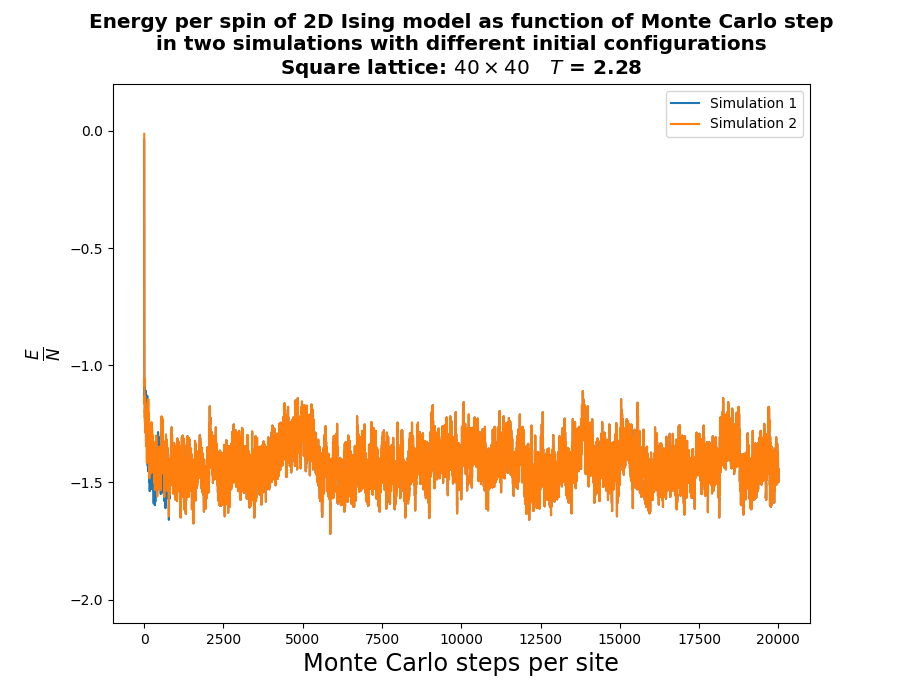 Energy per spin of 2D Ising model as function of Monte Carlo step
in two simulations with different initial configurations
Square lattice: 40 × 40 T = 2.28
Simulation 1
Simulation 2
0.0
−0.5
−1.0
−1.5
−2.0
E
N
0 2500 5000 7500 10000 12500 15000 17500 20000
Monte Carlo steps per site